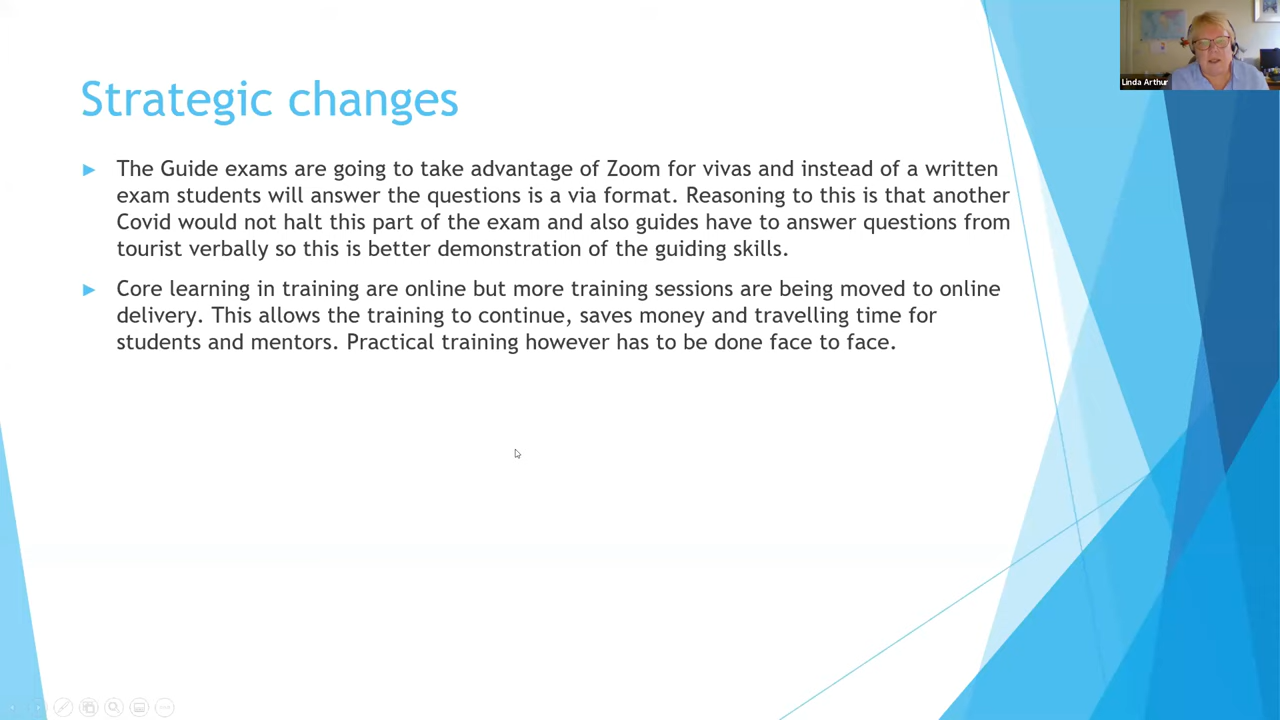 Linda Arthur
Strategic changes
The Guide exams are going to take advantage of Zoom for vivas and instead of a written
exam students will answer the questions is a via format. Reasoning to this is that another
Covid would not halt this part of the exam and also guides have to answer questions from
tourist verbally so this is better demonstration of the guiding skills.
Core learning in training are online but more training sessions are being moved to online
delivery. This allows the training to continue, saves money and travelling time for
students and mentors. Practical training however has to be done face to face.